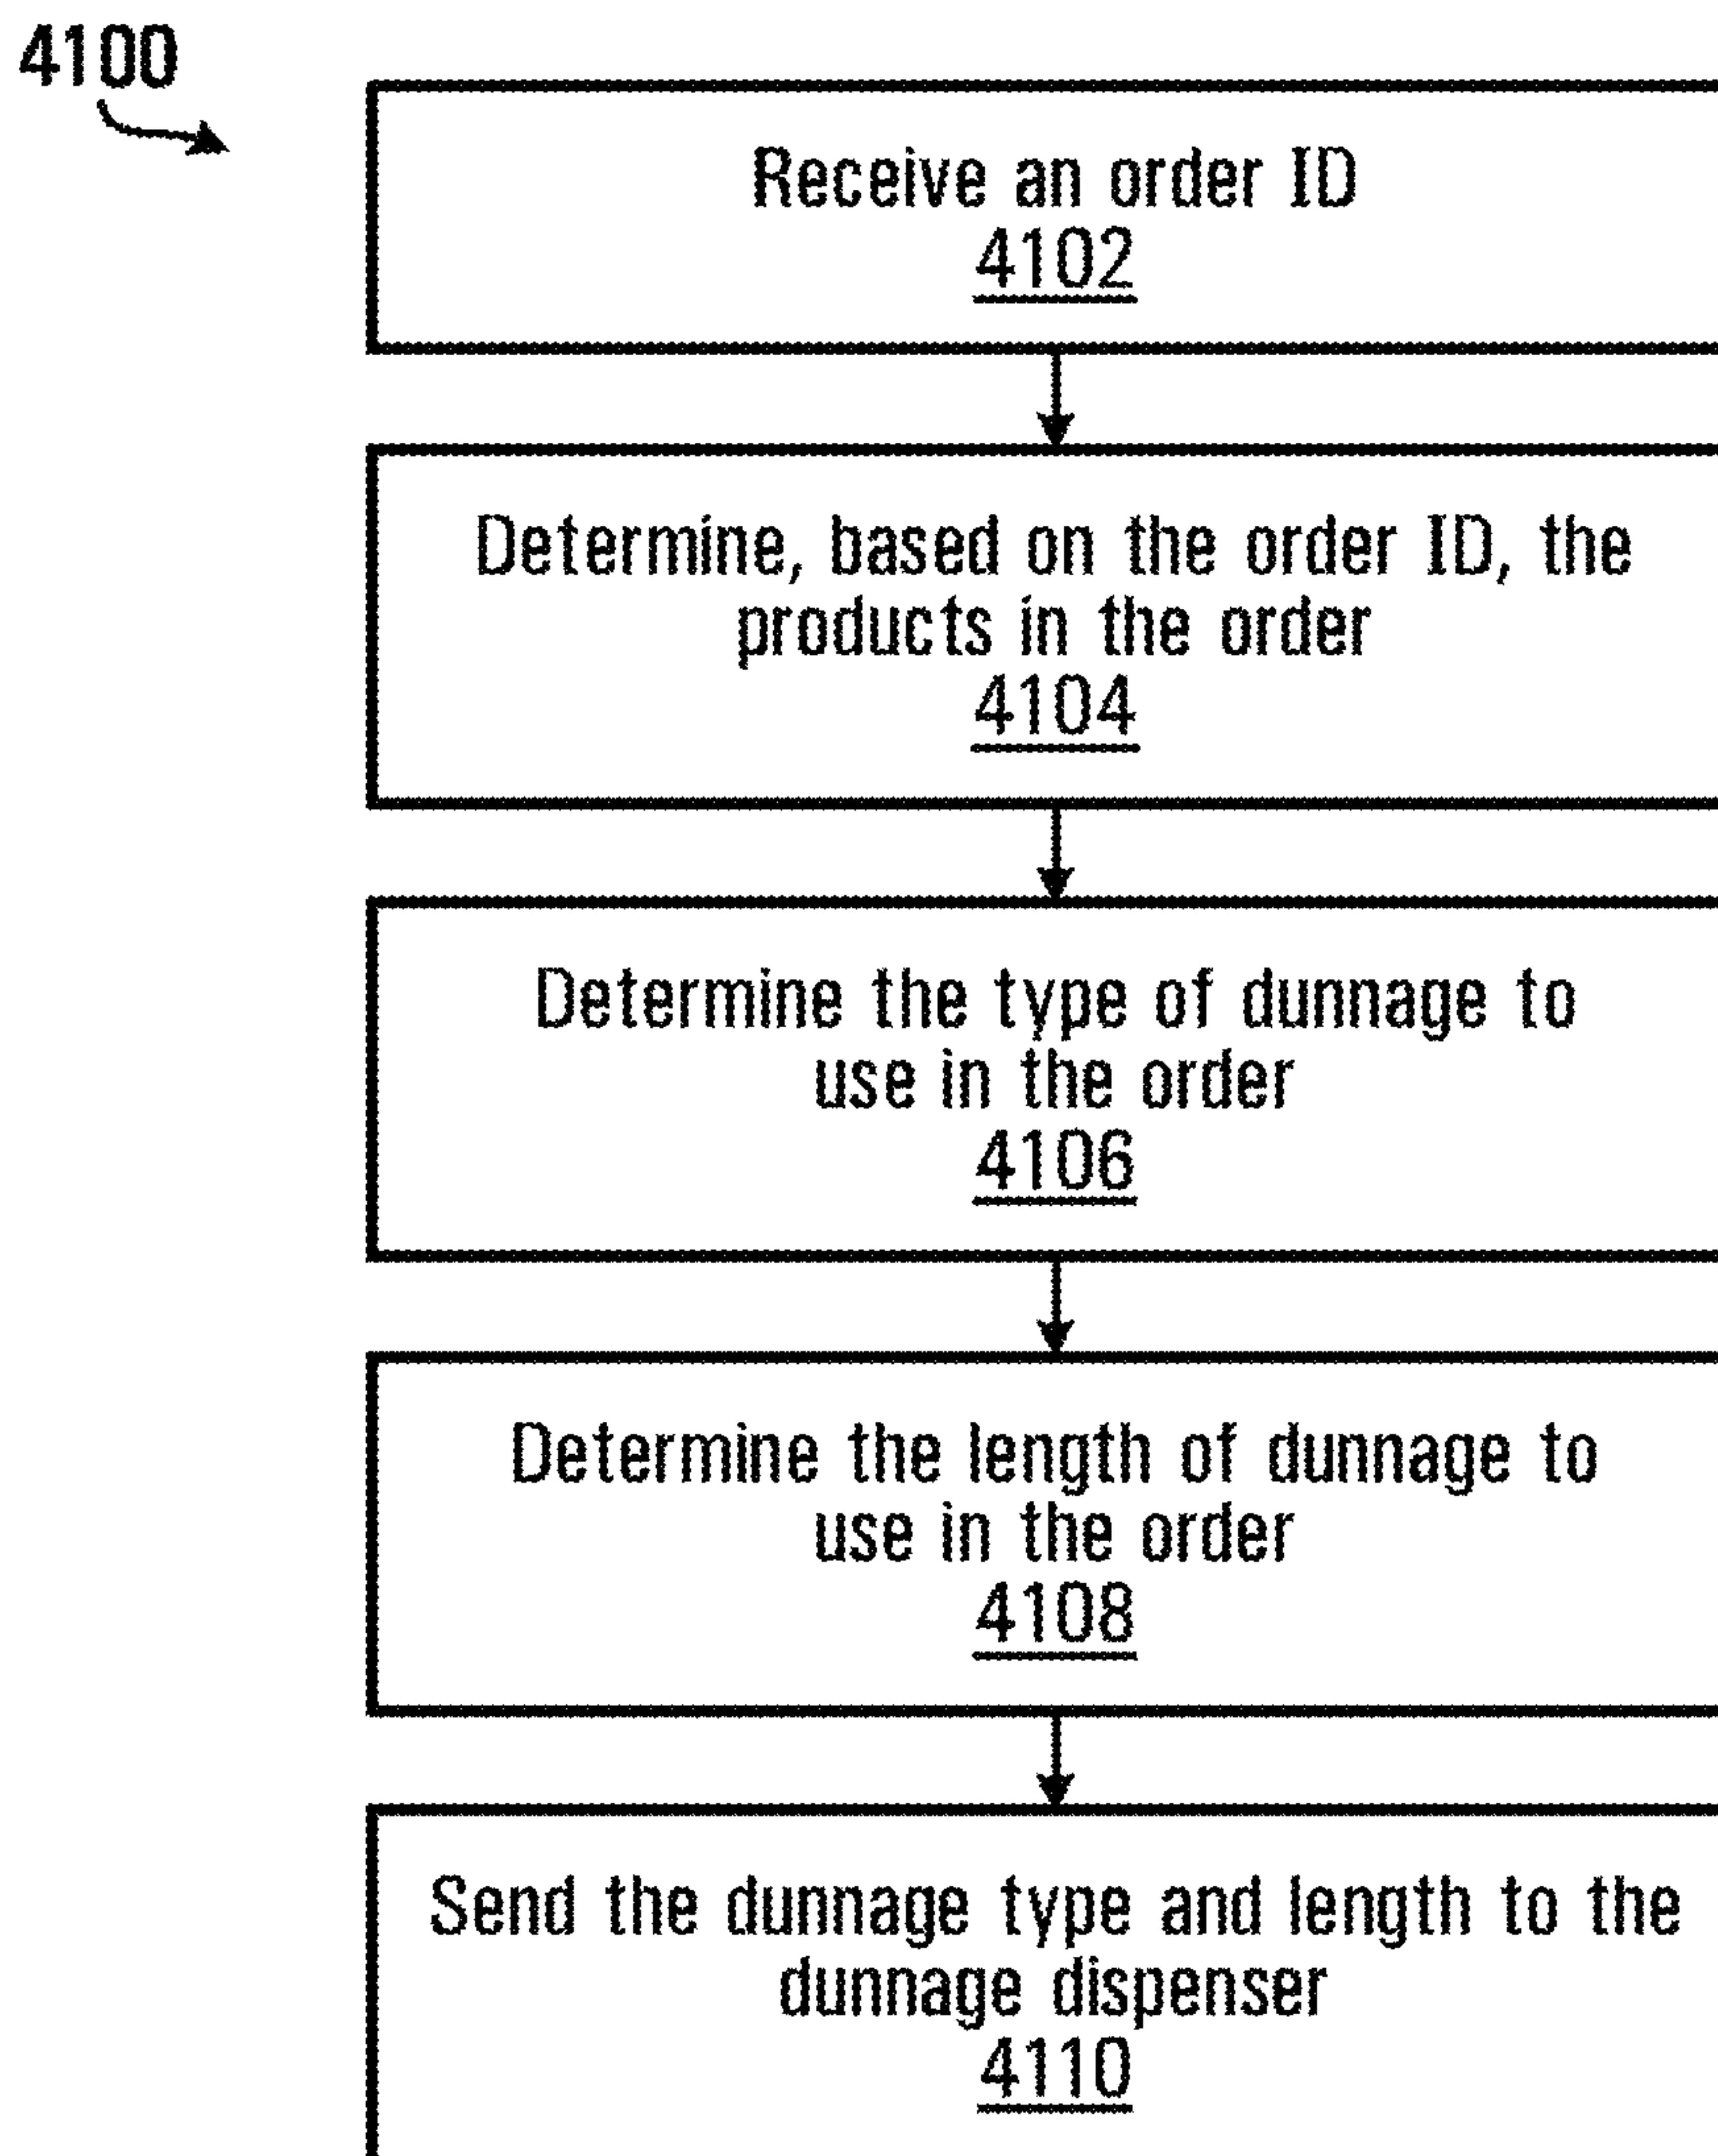 4100
Receive an order ID
4102
Determine, based on the order ID, the
products in the order
4104
Determine the type of dunnage to
use in the order
4106
Determine the length of dunnage to
use in the order
4108
Send the dunnage type and length to the
dunnage dispenser
4110